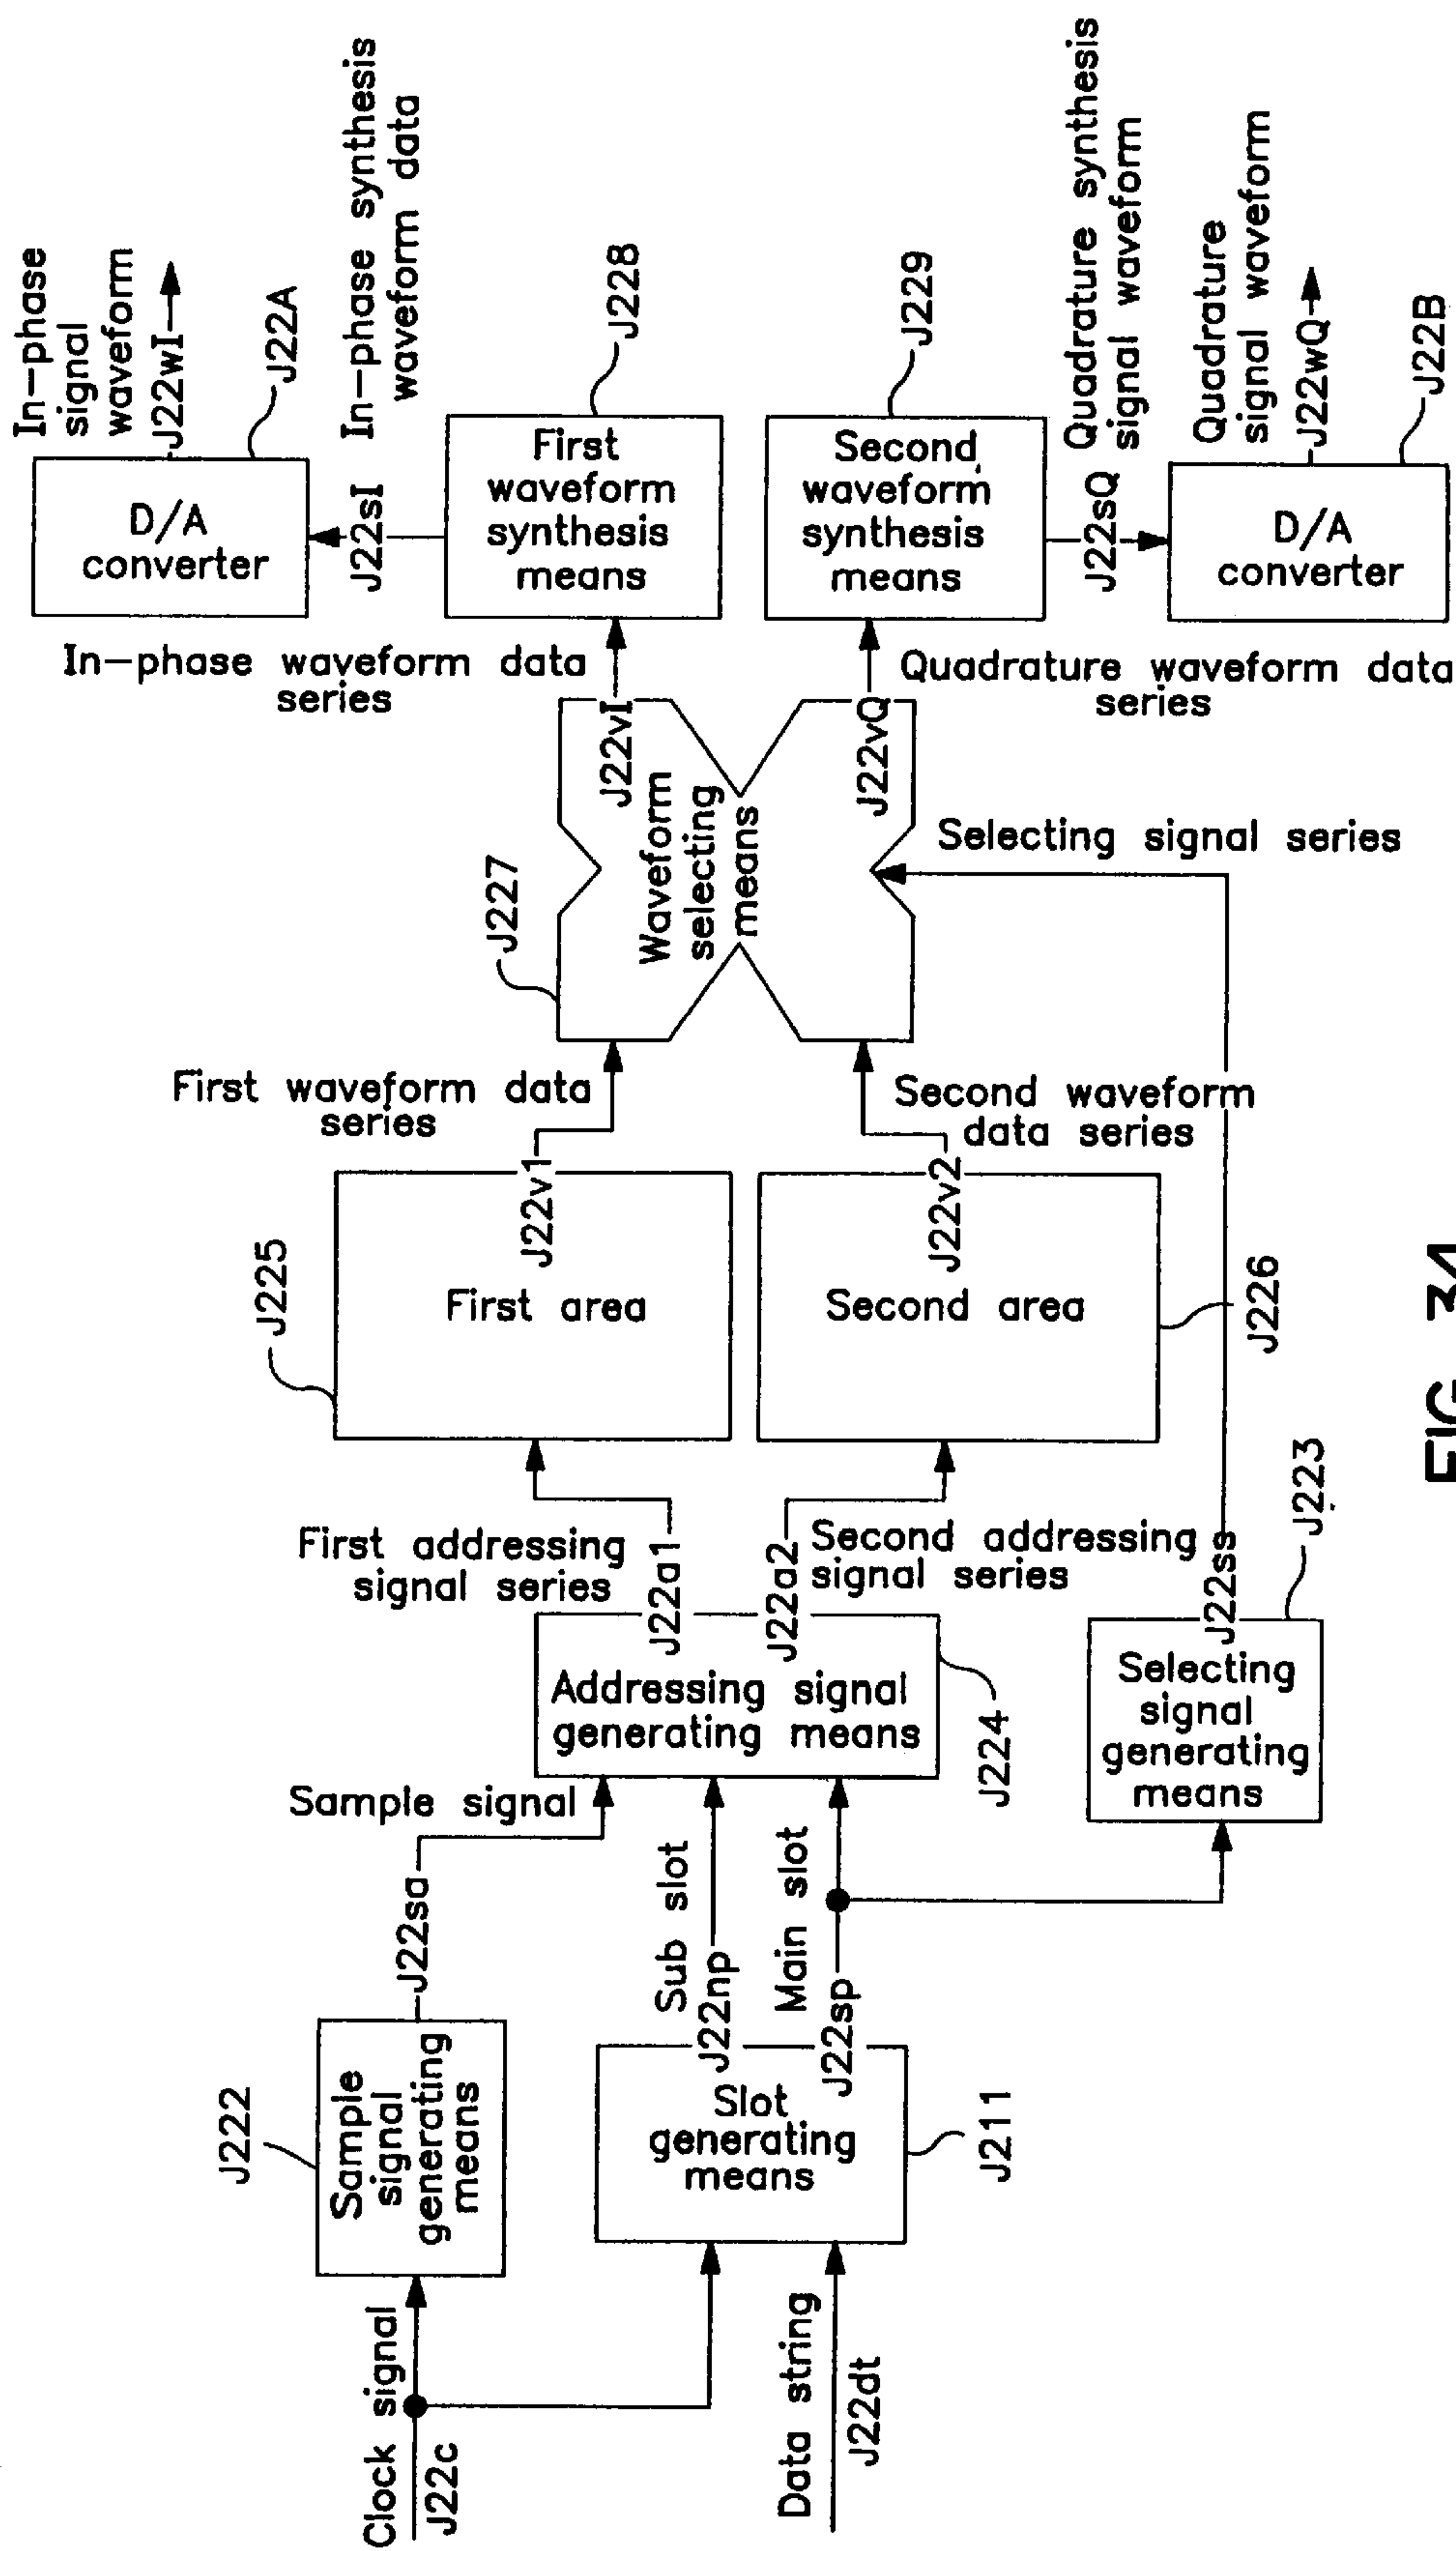 Clock signal
J22c
Data string
J22dt
J222
Sample
signal
generating
means
J22sa
Sample signal
Slot
generating
means
J211
Sub slot
J22np
Main slot
J22sp
Addressing signal
generating means
J224
J22a1
J22a2
First addressing
signal series
Second addressing
signal series
Selecting
signal
generating
means
J223
J22ss
Selecting signal series
J225
First area
J22v1
First waveform data
series
Second area
J226
J22v2
Second waveform
data series
J227
Waveform
selecting
means
J22vI
J22vQ
In-phase waveform data
series
Quadrature waveform data
series
First
waveform
synthesis
means
J228
Second
waveform
synthesis
means
J229
J22sI
In-phase synthesis
waveform data
J22sQ
Quadrature synthesis
signal waveform
D/A
converter
J22A
J22wI
In-phase
signal
waveform
D/A
converter
J22B
J22wQ
Quadrature
signal waveform
FIG. 34